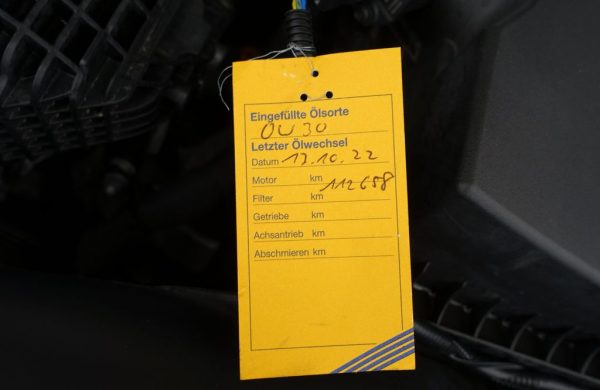 Eingefüllte Ölsorte
0W30
Letzter Ölwechsel
Datum 13.10.22
Motor km 112658
Filter km
Getriebe km
Achsantrieb km
Abschmieren km